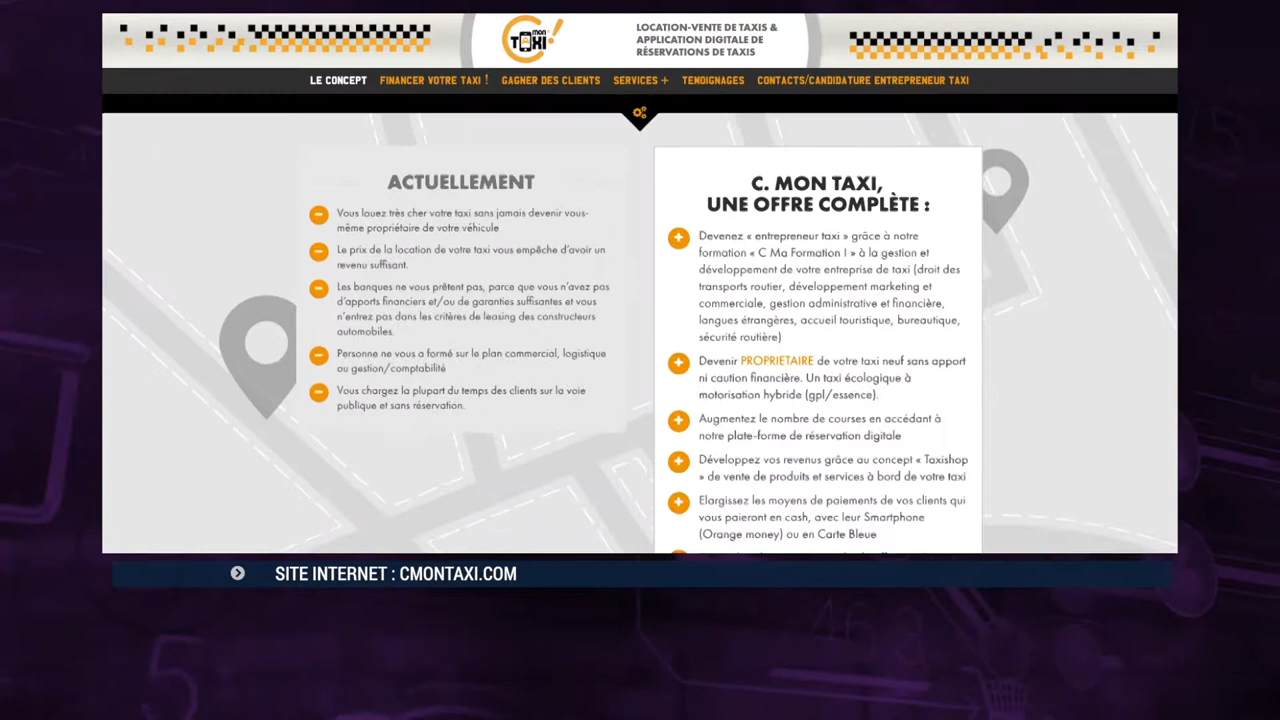 C mon TAXI !
LOCATION-VENTE DE TAXIS &
APPLICATION DIGITALE DE
RÉSERVATIONS DE TAXIS
LE CONCEPT FINANCER VOTRE TAXI ! GAGNER DES CLIENTS SERVICES + TEMOIGNAGES CONTACTS/CANDIDATURE ENTREPRENEUR TAXI
ACTUELLEMENT
Vous louez très cher votre taxi sans jamais devenir vous-
même propriétaire de votre véhicule
Le prix de la location de votre taxi vous empêche d'avoir un
revenu suffisant.
Les banques ne vous prêtent pas, parce que vous n'avez pas
d'apports financiers et/ou de garanties suffisantes et vous
n'entrez pas dans les critères de leasing des constructeurs
automobiles.
Personne ne vous a formé sur le plan commercial, logistique
ou gestion/comptabilité
Vous chargez la plupart du temps des clients sur la voie
publique et sans réservation.
C. MON TAXI,
UNE OFFRE COMPLÈTE :
Devenez « entrepreneur taxi » grâce à notre
formation « C Ma Formation ! » à la gestion et
développement de votre entreprise de taxi (droit des
transports routier, développement marketing et
commerciale, gestion administrative et financière,
langues étrangères, accueil touristique, bureautique,
sécurité routière)
Devenir PROPRIETAIRE de votre taxi neuf sans apport
ni caution financière. Un taxi écologique à
motorisation hybride (gpl/essence).
Augmentez le nombre de courses en accédant à
notre plate-forme de réservation digitale
Développez vos revenus grâce au concept « Taxishop
» de vente de produits et services à bord de votre taxi
Elargissez les moyens de paiements de vos clients qui
vous paieront en cash, avec leur Smartphone
(Orange money) ou en Carte Bleue
SITE INTERNET : CMONTAXI.COM